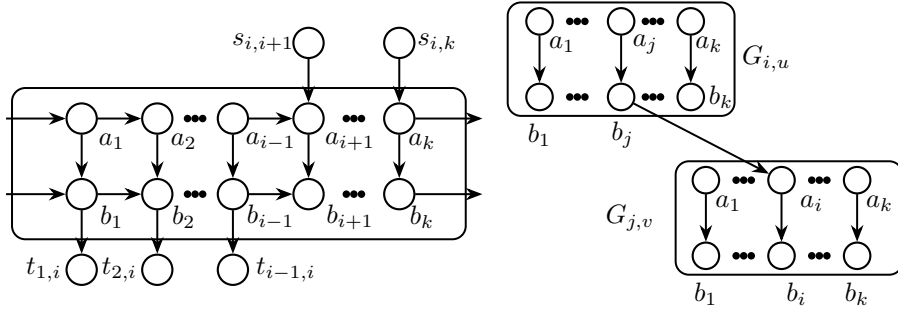 s_{i,i+1} s_{i,k}
a_1 a_2 a_{i−1} a_{i+1} a_k
b_1 b_2 b_{i−1} b_{i+1} b_k
t_{1,i} t_{2,i} t_{i−1,i}
a_1 a_j a_k
G_{i,u}
b_1 b_j b_k
a_1 a_i a_k
G_{j,v}
b_1 b_i b_k